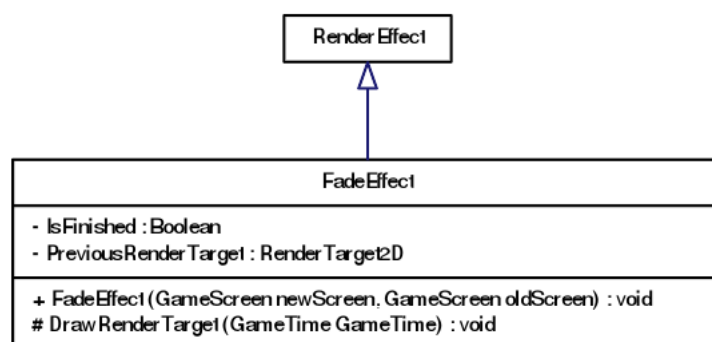 RenderEffect
FadeEffect
- IsFinished : Boolean
- PreviousRenderTarget : RenderTarget2D
+ FadeEffect(GameScreen newScreen, GameScreen oldScreen) : void
# DrawRenderTarget(GameTime GameTime) : void